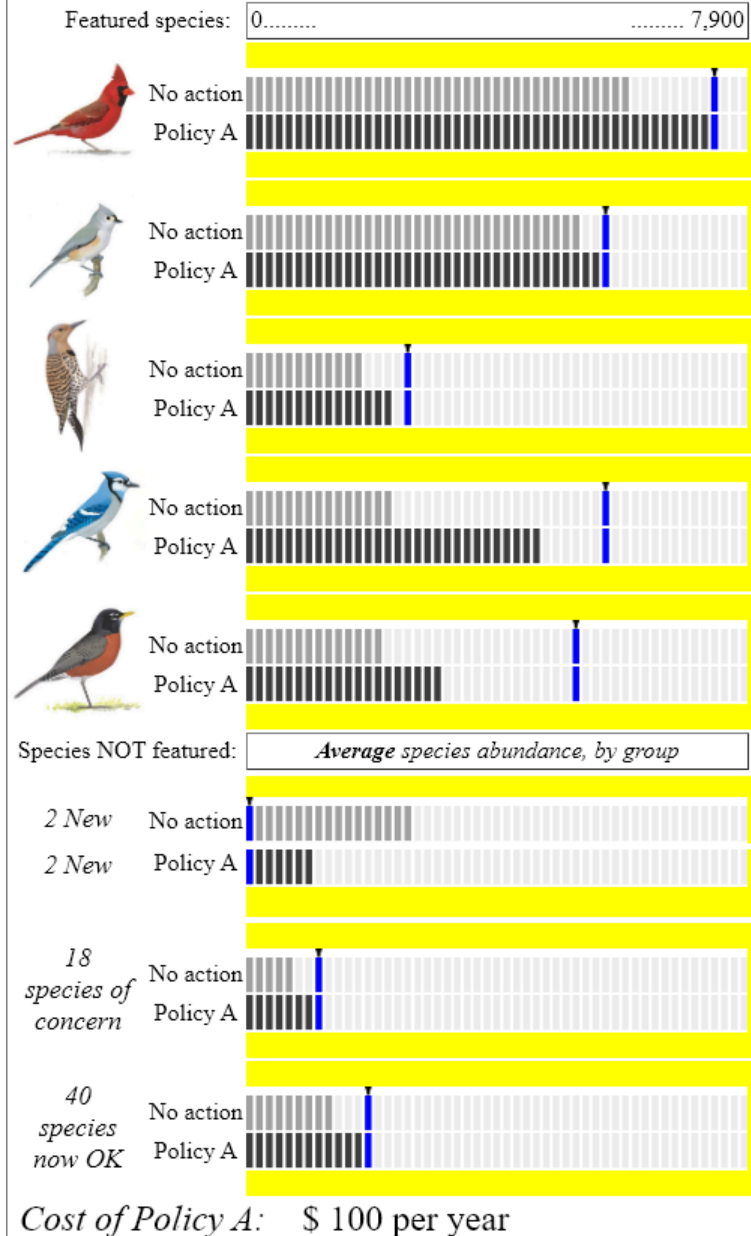 Featured species: 0......... ......... 7,900
No action
Policy A
No action
Policy A
No action
Policy A
No action
Policy A
No action
Policy A
Species NOT featured: Average species abundance, by group
2 New No action
2 New Policy A
18
species of
concern
No action
Policy A
40
species
now OK
No action
Policy A
Cost of Policy A: $ 100 per year